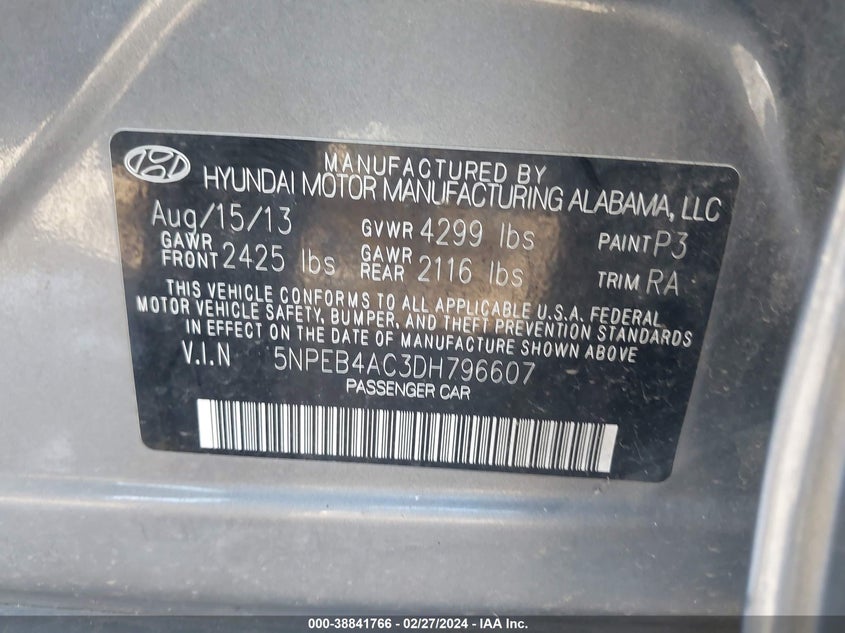 MANUFACTURED BY
HYUNDAI MOTOR MANUFACTURING ALABAMA, LLC
Aug/15/13 GVWR 4299 lbs PAINT P3
GAWR FRONT 2425 lbs GAWR REAR 2116 lbs TRIM RA
THIS VEHICLE CONFORMS TO ALL APPLICABLE U.S.A. FEDERAL
MOTOR VEHICLE SAFETY, BUMPER, AND THEFT PREVENTION STANDARDS
IN EFFECT ON THE DATE OF MANUFACTURE SHOWN ABOVE.
V.I.N 5NPEB4AC3DH796607
PASSENGER CAR
000-38841766 — 02/27/2024 — IAA Inc.